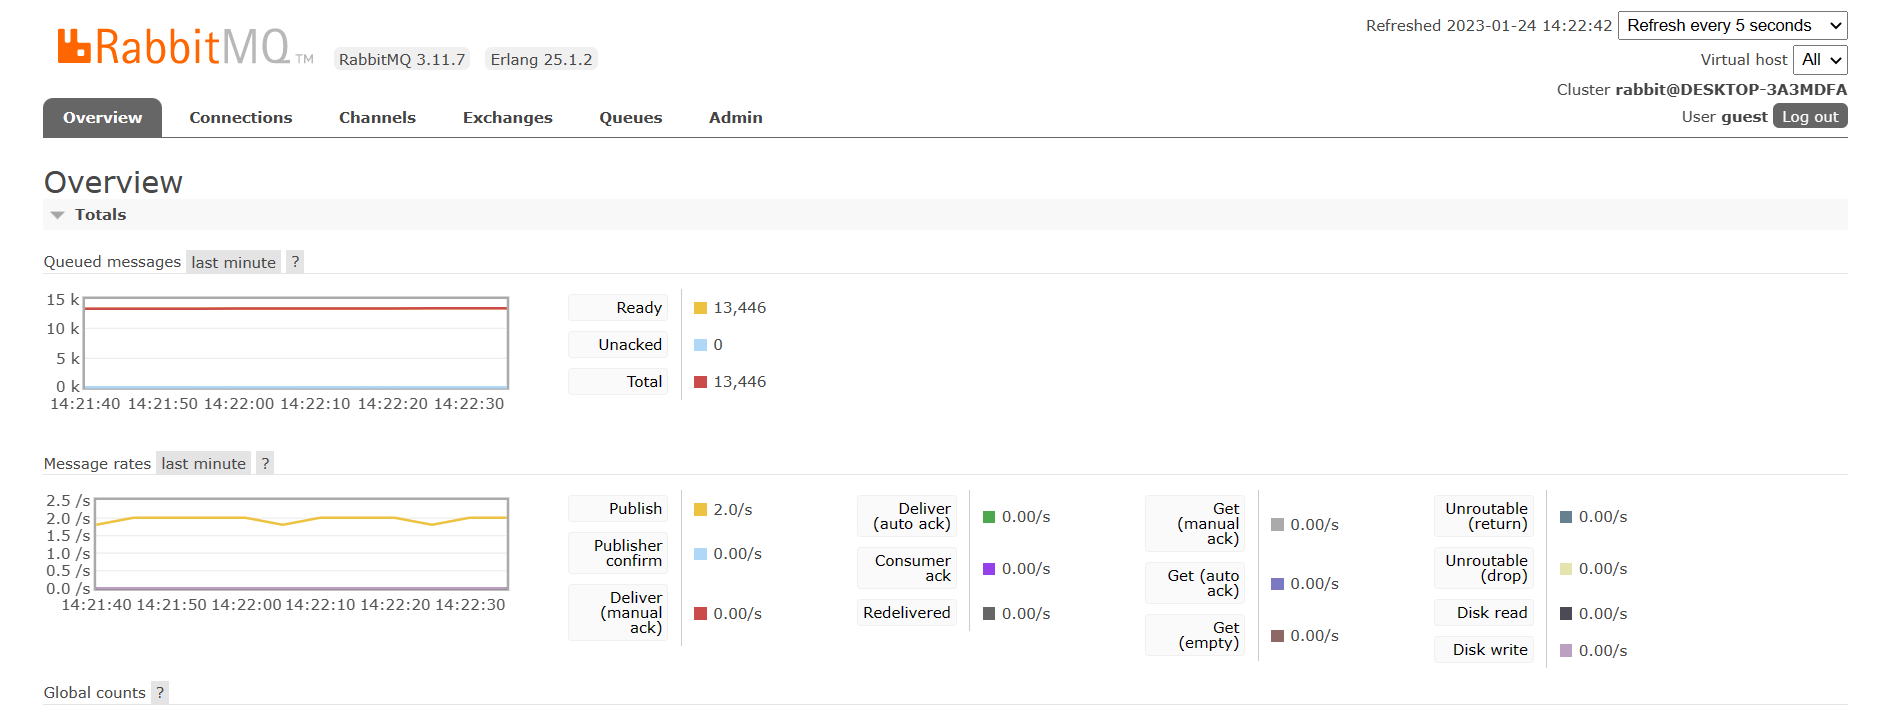 Refreshed 2023-01-24 14:22:42 Refresh every 5 seconds
RabbitMQ TM RabbitMQ 3.11.7 Erlang 25.1.2
Virtual host All
Cluster rabbit@DESKTOP-3A3MDFA
User guest Log out
Overview Connections Channels Exchanges Queues Admin
Overview
Totals
Queued messages last minute ?
15 k
10 k
5 k
0 k
14:21:40 14:21:50 14:22:00 14:22:10 14:22:20 14:22:30
Ready 13,446
Unacked 0
Total 13,446
Message rates last minute ?
2.5 /s
2.0 /s
1.5 /s
1.0 /s
0.5 /s
0.0 /s
14:21:40 14:21:50 14:22:00 14:22:10 14:22:20 14:22:30
Publish 2.0/s
Publisher
confirm 0.00/s
Deliver
(manual
ack) 0.00/s
Deliver
(auto ack) 0.00/s
Consumer
ack 0.00/s
Redelivered 0.00/s
Get
(manual
ack) 0.00/s
Get (auto
ack) 0.00/s
Get
(empty) 0.00/s
Unroutable
(return) 0.00/s
Unroutable
(drop) 0.00/s
Disk read 0.00/s
Disk write 0.00/s
Global counts ?